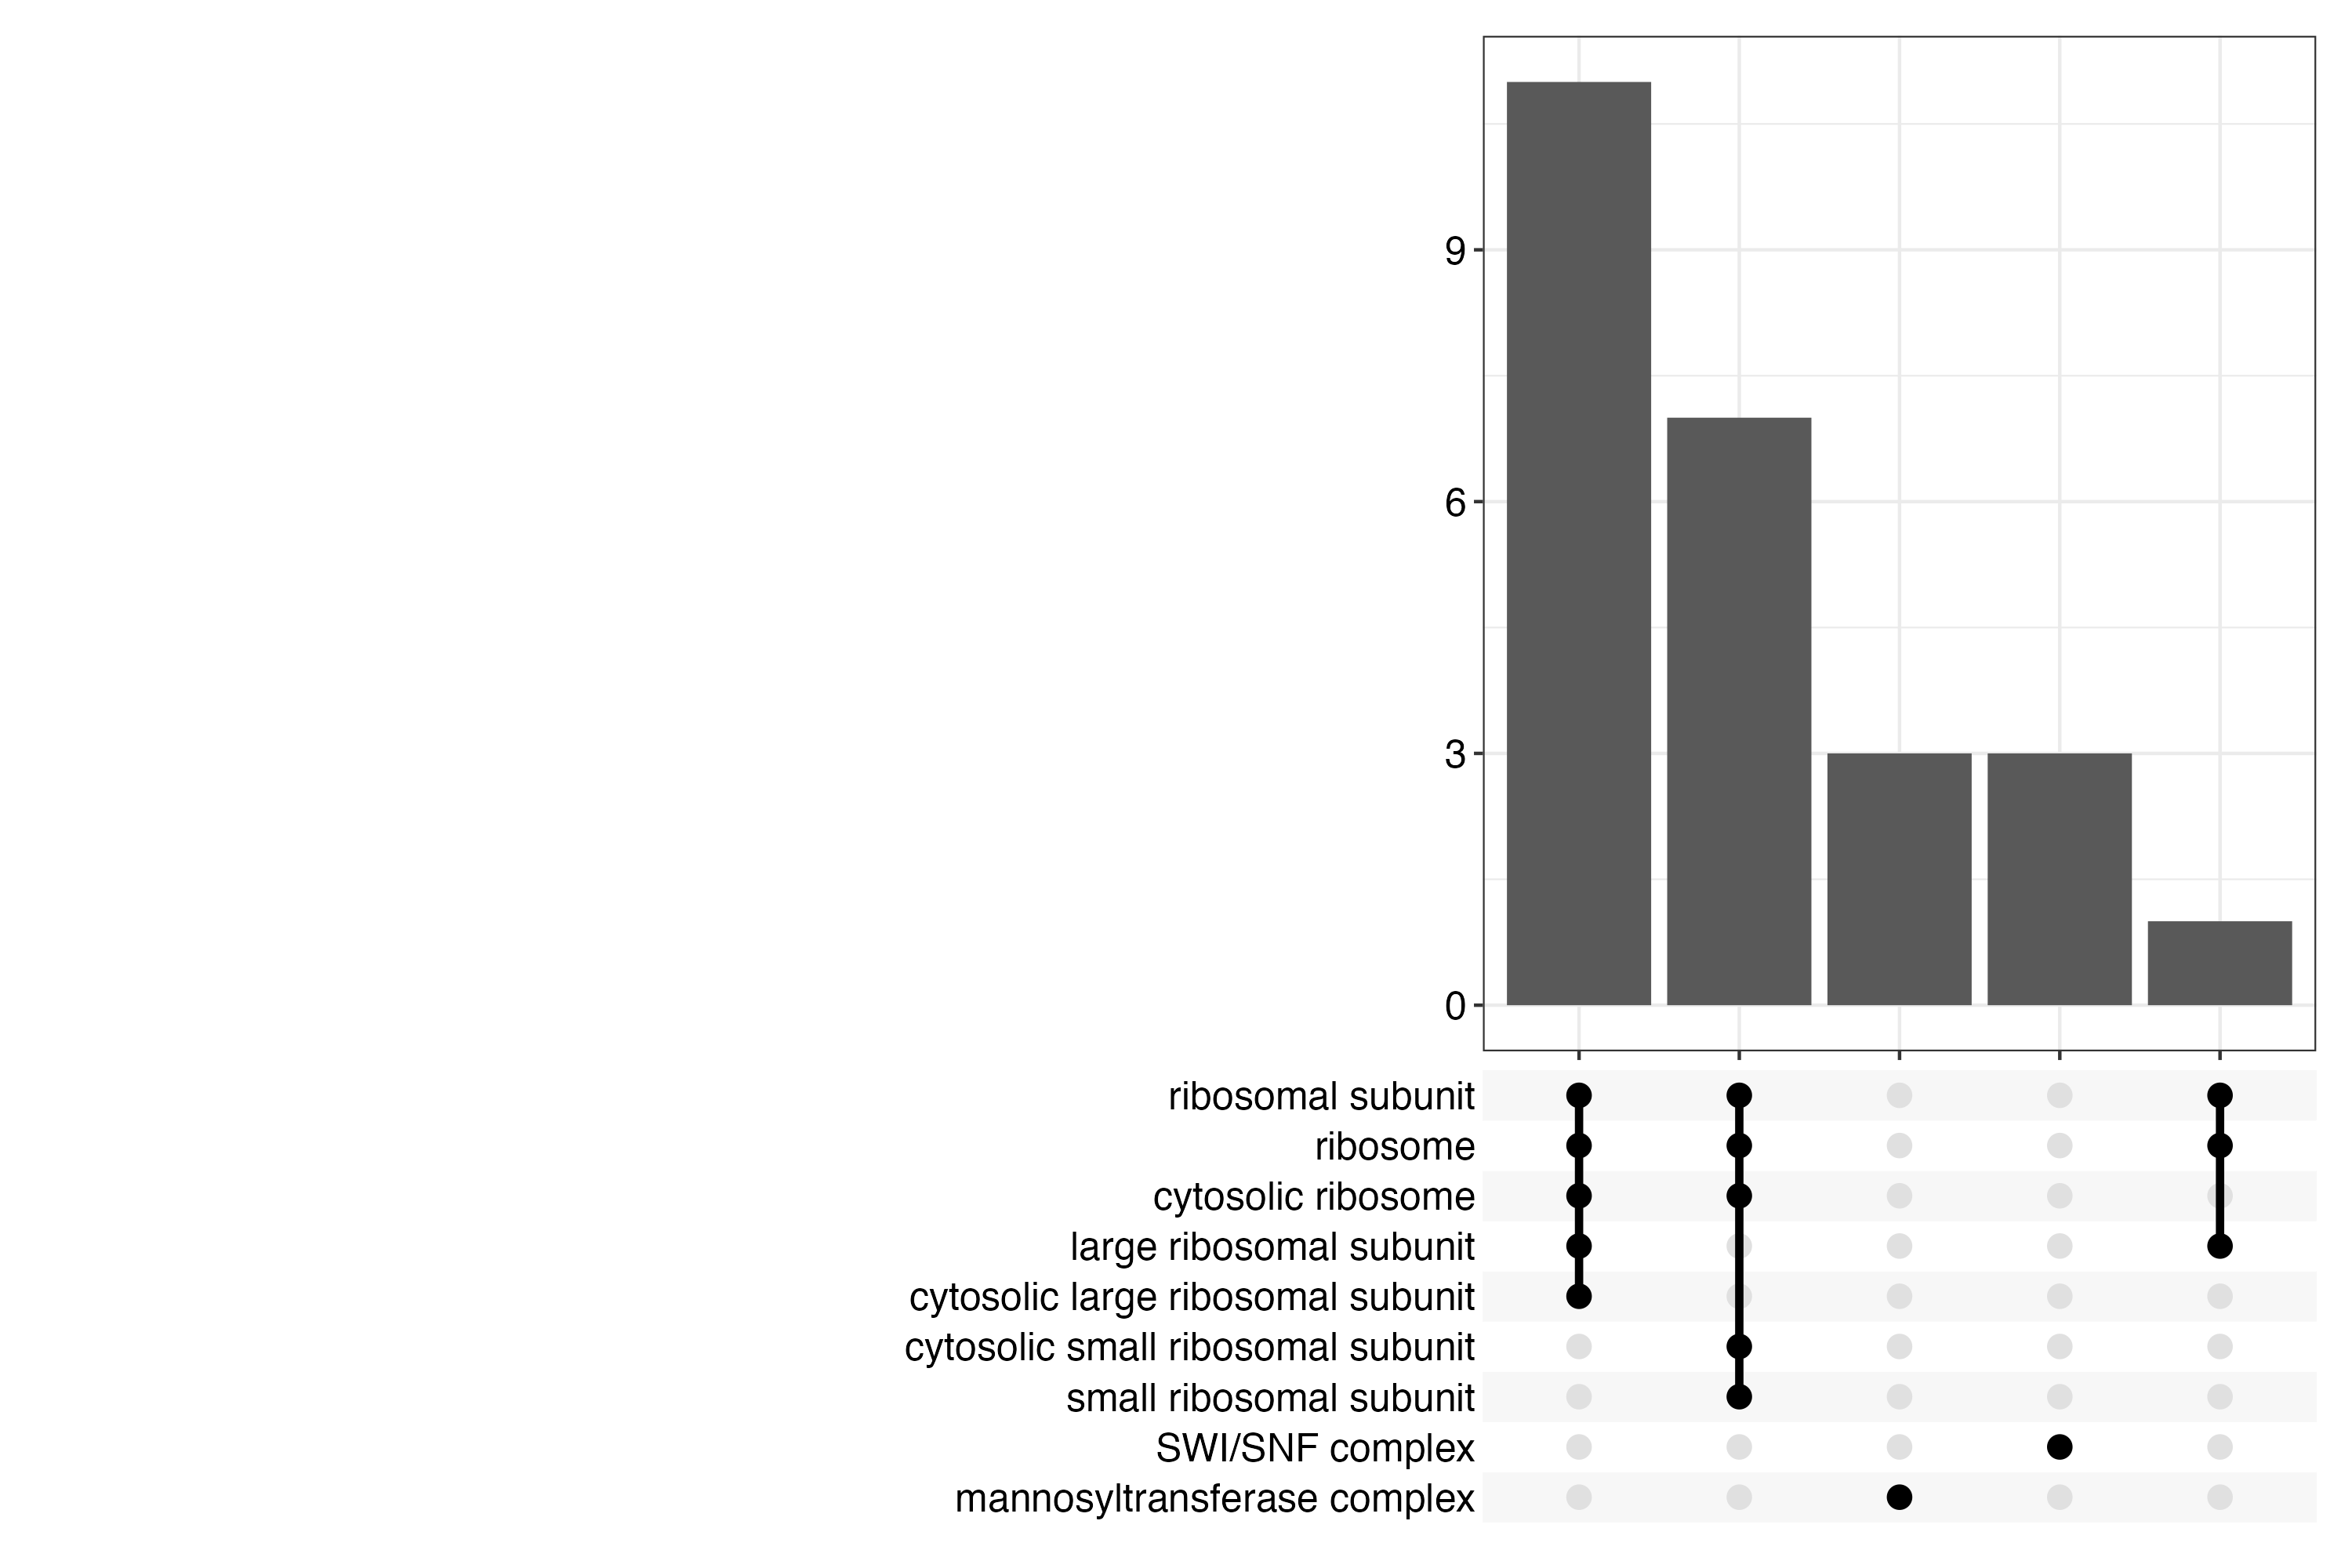 9
6
3
0
ribosomal subunit
ribosome
cytosolic ribosome
large ribosomal subunit
cytosolic large ribosomal subunit
cytosolic small ribosomal subunit
small ribosomal subunit
SWI/SNF complex
mannosyltransferase complex